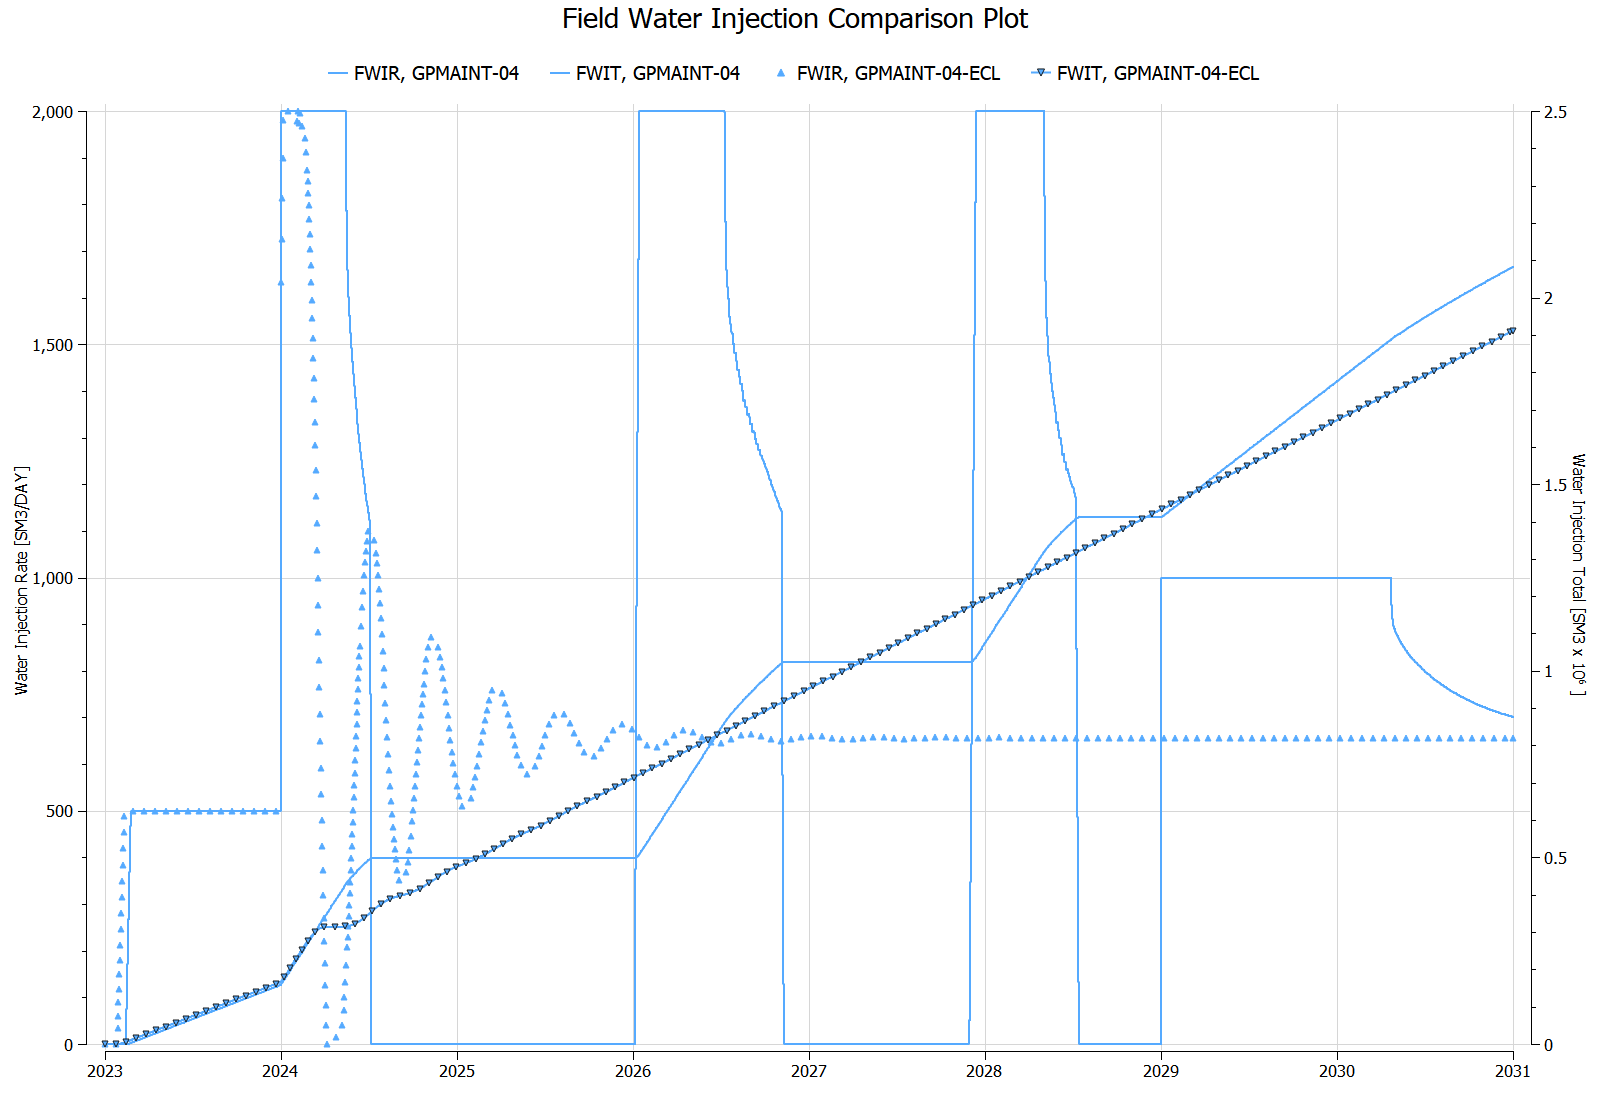 Field Water Injection Comparison Plot
FWIR, GPMAINT-04 FWIT, GPMAINT-04 FWIR, GPMAINT-04-ECL FWIT, GPMAINT-04-ECL
2,000
1,500
1,000
500
0
Water Injection Rate [SM3/DAY]
2.5
2
1.5
1
0.5
0
Water Injection Total [SM3 x 10⁶ ]
2023 2024 2025 2026 2027 2028 2029 2030 2031